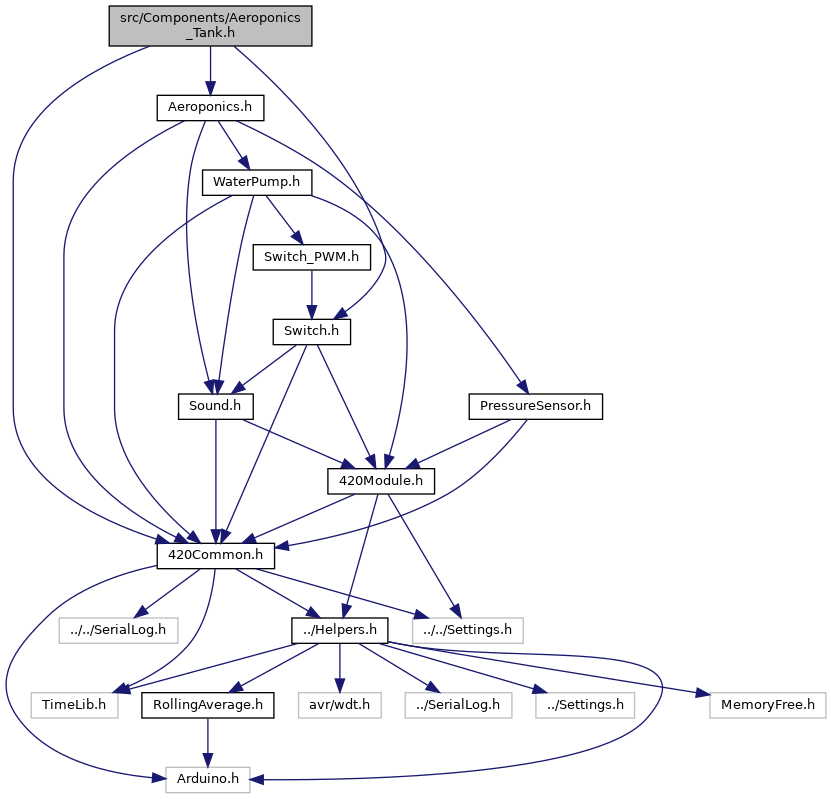 src/Components/Aeroponics
_Tank.h
Aeroponics.h
WaterPump.h
Switch_PWM.h
Switch.h
Sound.h
PressureSensor.h
420Module.h
420Common.h
../../SerialLog.h
../Helpers.h
../../Settings.h
TimeLib.h
RollingAverage.h
avr/wdt.h
../SerialLog.h
../Settings.h
MemoryFree.h
Arduino.h